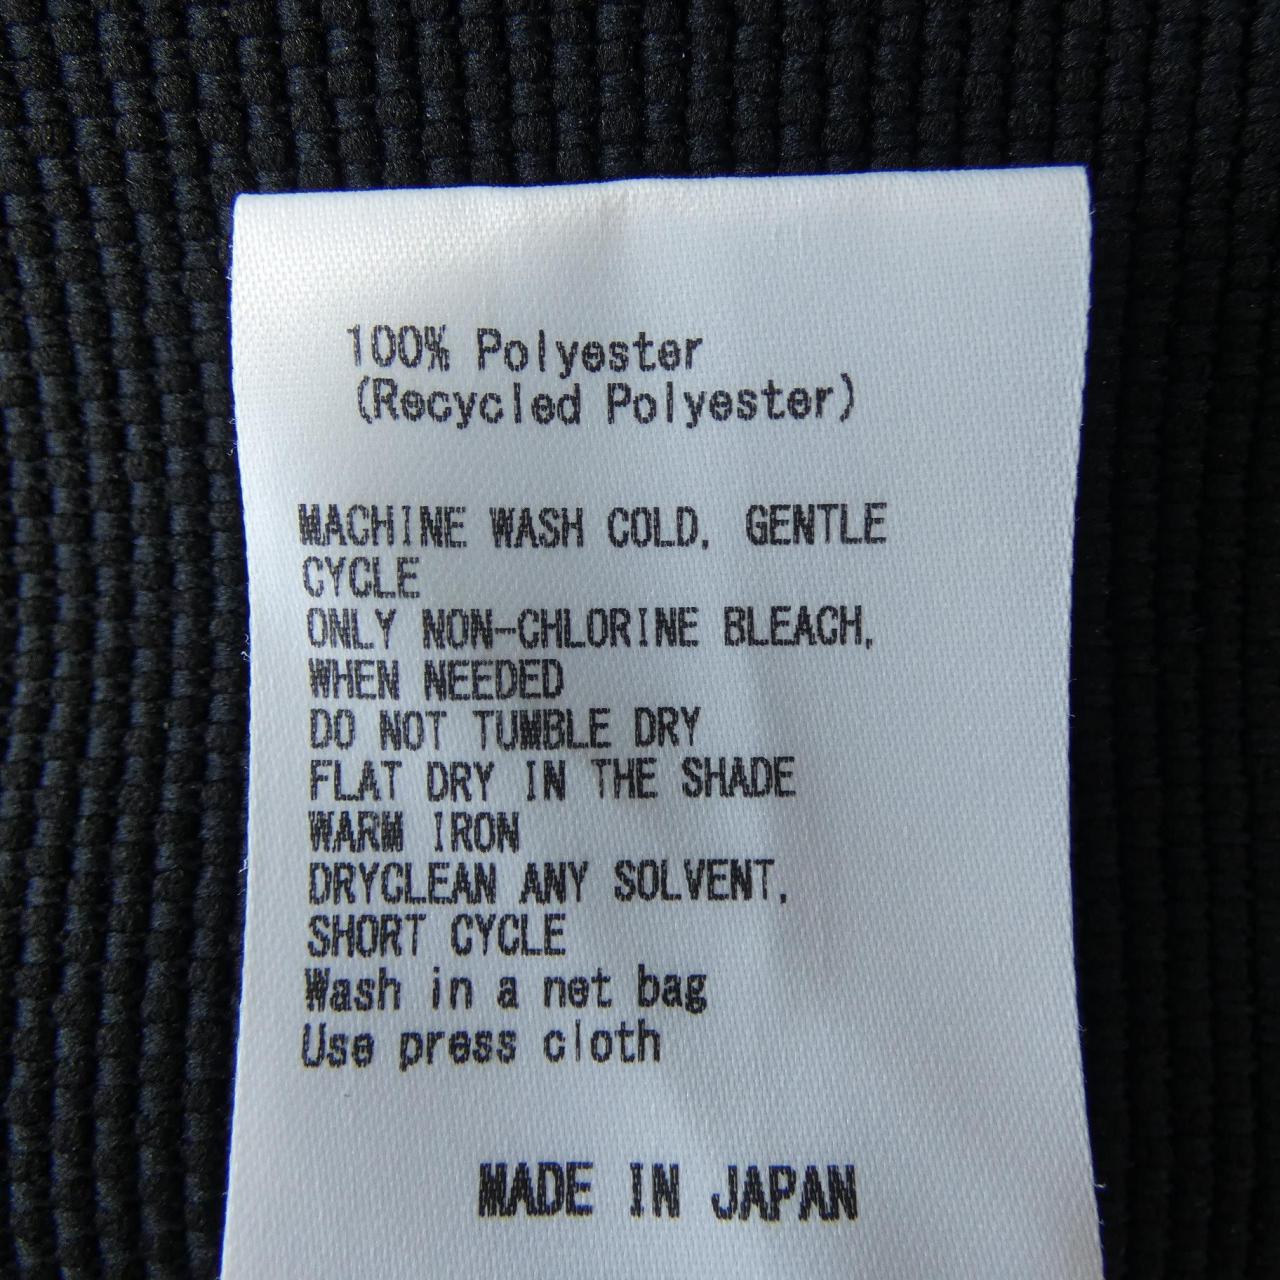 100% Polyester
(Recycled Polyester)
MACHINE WASH COLD, GENTLE
CYCLE
ONLY NON-CHLORINE BLEACH,
WHEN NEEDED
DO NOT TUMBLE DRY
FLAT DRY IN THE SHADE
WARM IRON
DRYCLEAN ANY SOLVENT,
SHORT CYCLE
Wash in a net bag
Use press cloth
MADE IN JAPAN